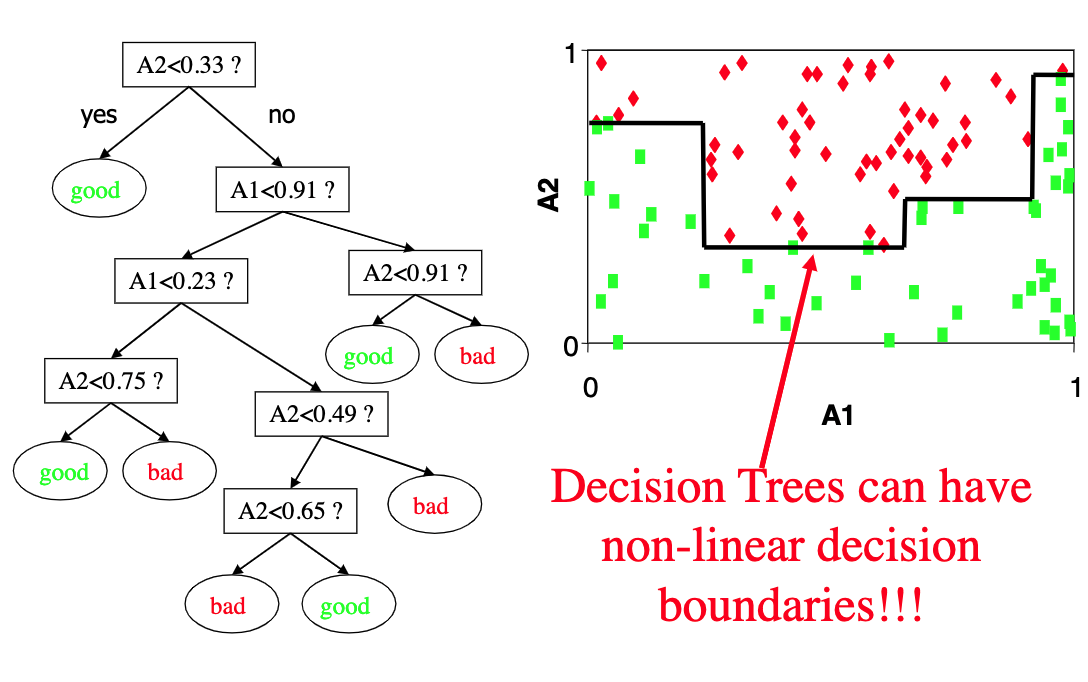 A2<0.33 ?
yes
no
good
A1<0.91 ?
A1<0.23 ?
A2<0.91 ?
good
bad
A2<0.75 ?
A2<0.49 ?
good
bad
A2<0.65 ?
bad
bad
good
1
A2
0
0
1
A1
Decision Trees can have
non-linear decision
boundaries!!!